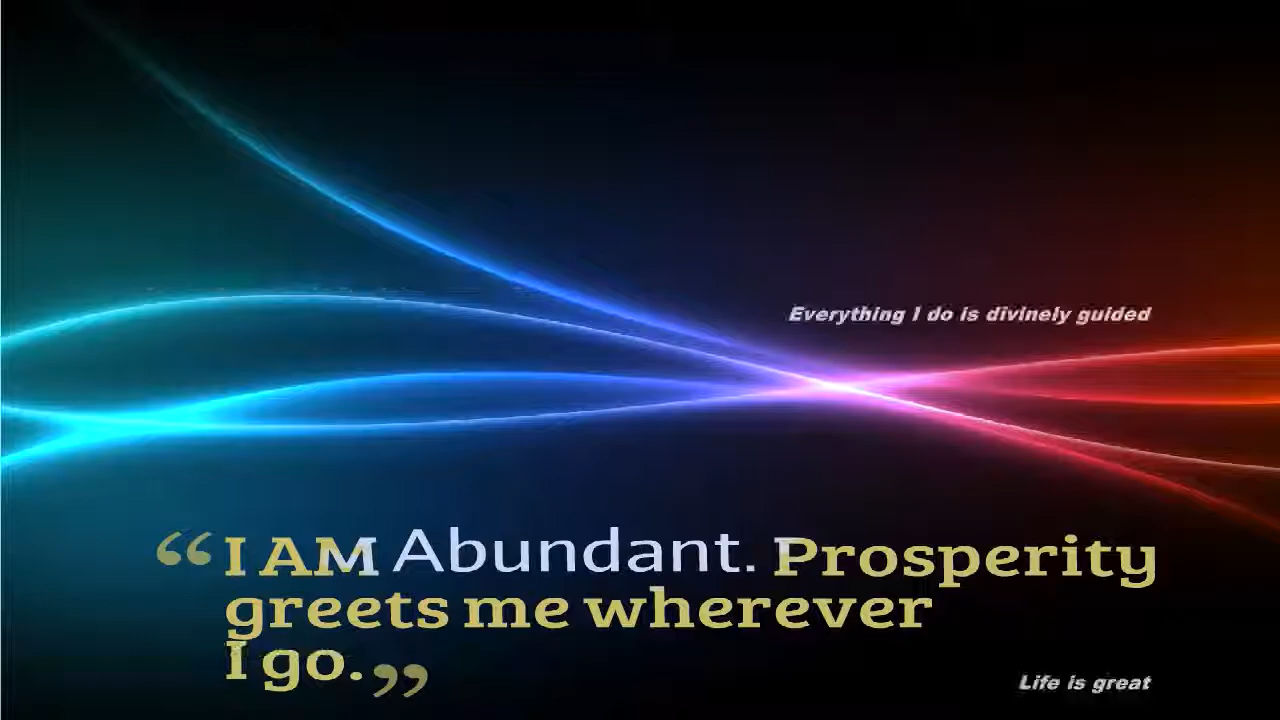 Everything I do is divinely guided
“I AM Abundant. Prosperity
greets me wherever
I go.”
Life is great